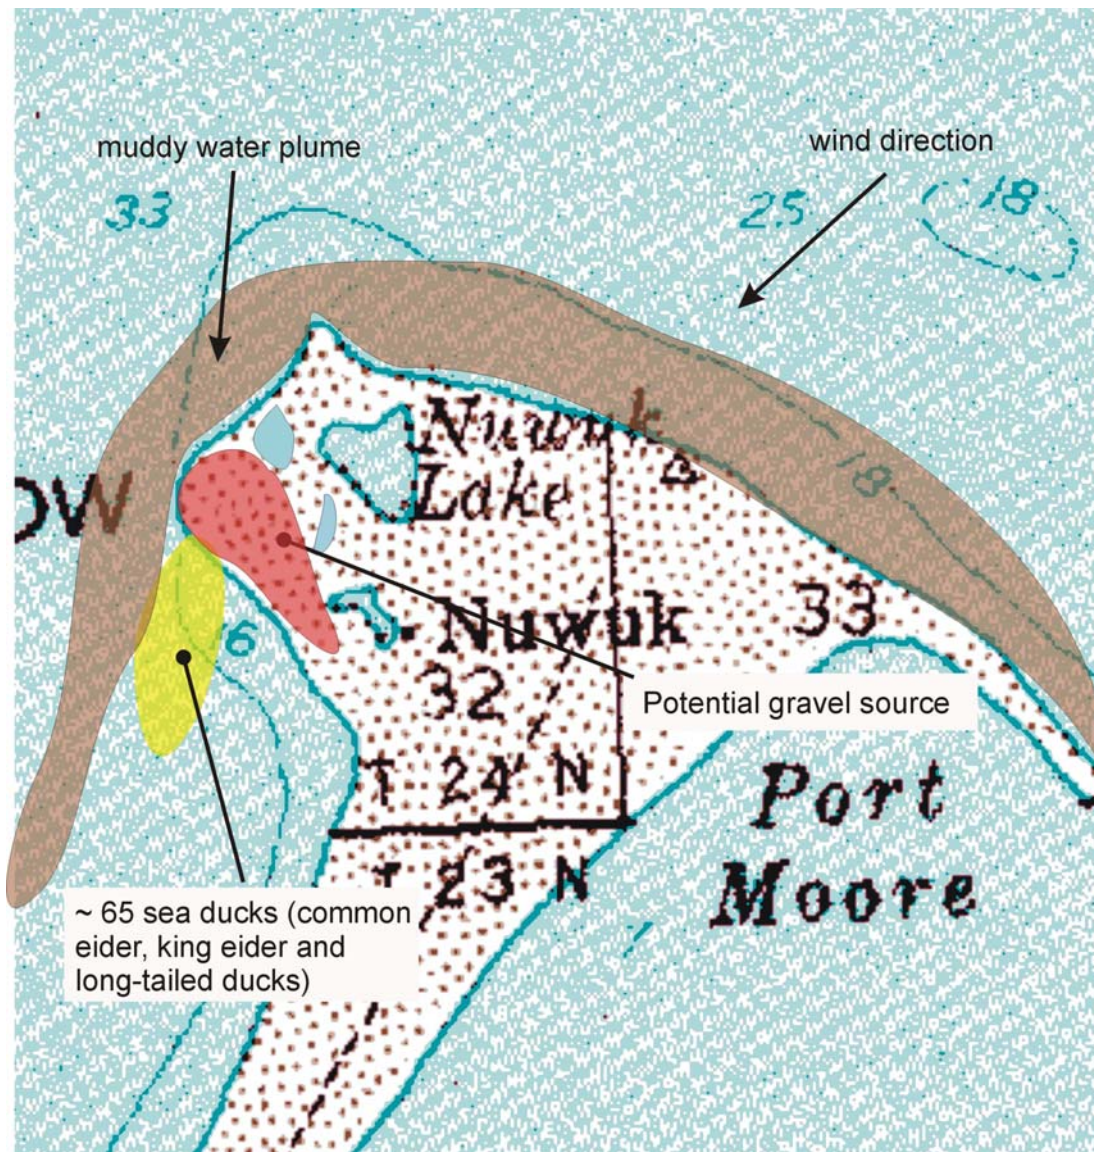 muddy water plume
wind direction
33
25
18
Nuwuk
Lake
18
OW
6
Nuwuk
33
32
Potential gravel source
T 24 N
Port
Moore
T 23 N
~ 65 sea ducks (common
eider, king eider and
long-tailed ducks)